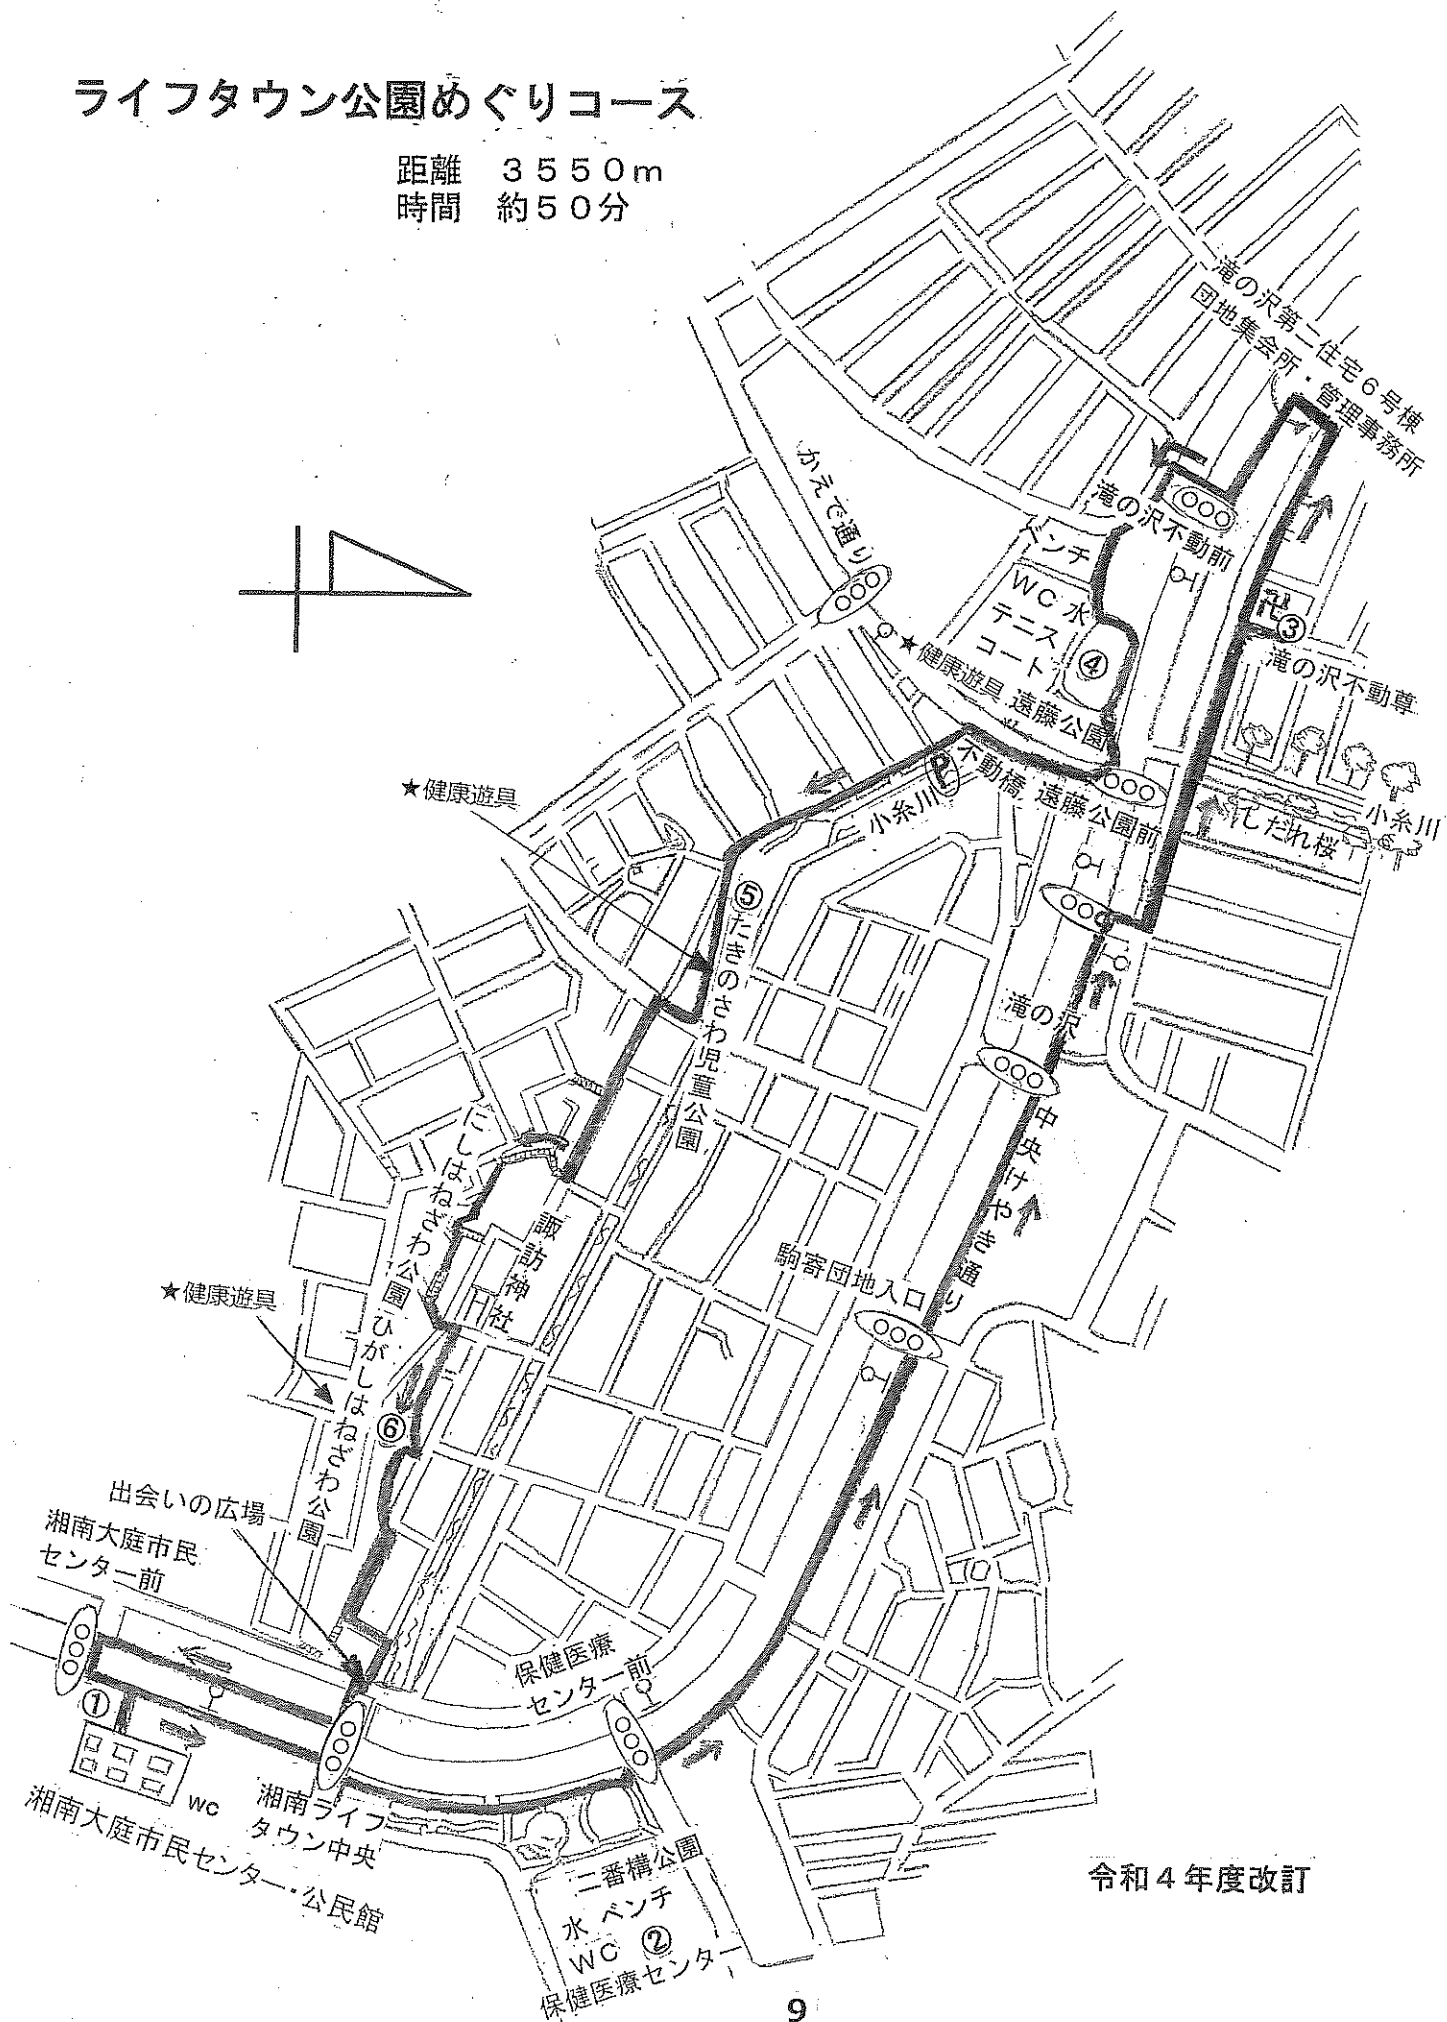 ライフタウン公園めぐりコース
距離 3550m
時間 約50分
滝の沢第二住宅6号棟
団地集会所・管理事務所
かえで通り
滝の沢不動前
ベンチ
WC 水
テニス
コート
④
卍③
滝の沢不動尊
★健康遊具 遠藤公園
不動橋
遠藤公園前
小糸川
しだれ桜
小糸川
★健康遊具
⑤
たきのさわ児童公園
滝の沢
中央けやき通り
にしはねざわ公園
諏訪神社
駒寄団地入口
★健康遊具
ひがしはねざわ公園
⑥
出会いの広場
湘南大庭市民
センター前
保健医療
センター前
①
WC
湘南大庭市民センター・公民館
湘南ライフ
タウン中央
二番構公園
水 ベンチ
WC ②
保健医療センター
令和4年度改訂
9